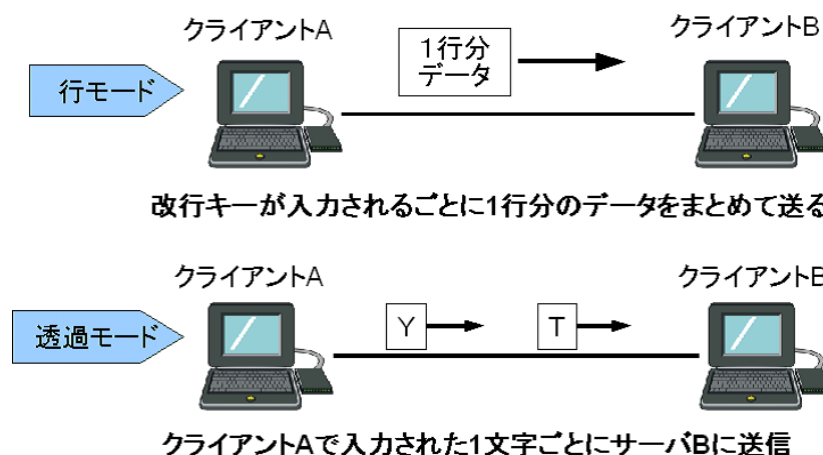 クライアントA
クライアントB
1行分
データ
行モード
改行キーが入力されるごとに1行分のデータをまとめて送る
クライアントA
クライアントB
透過モード
Y
T
クライアントAで入力された1文字ごとにサーバBに送信